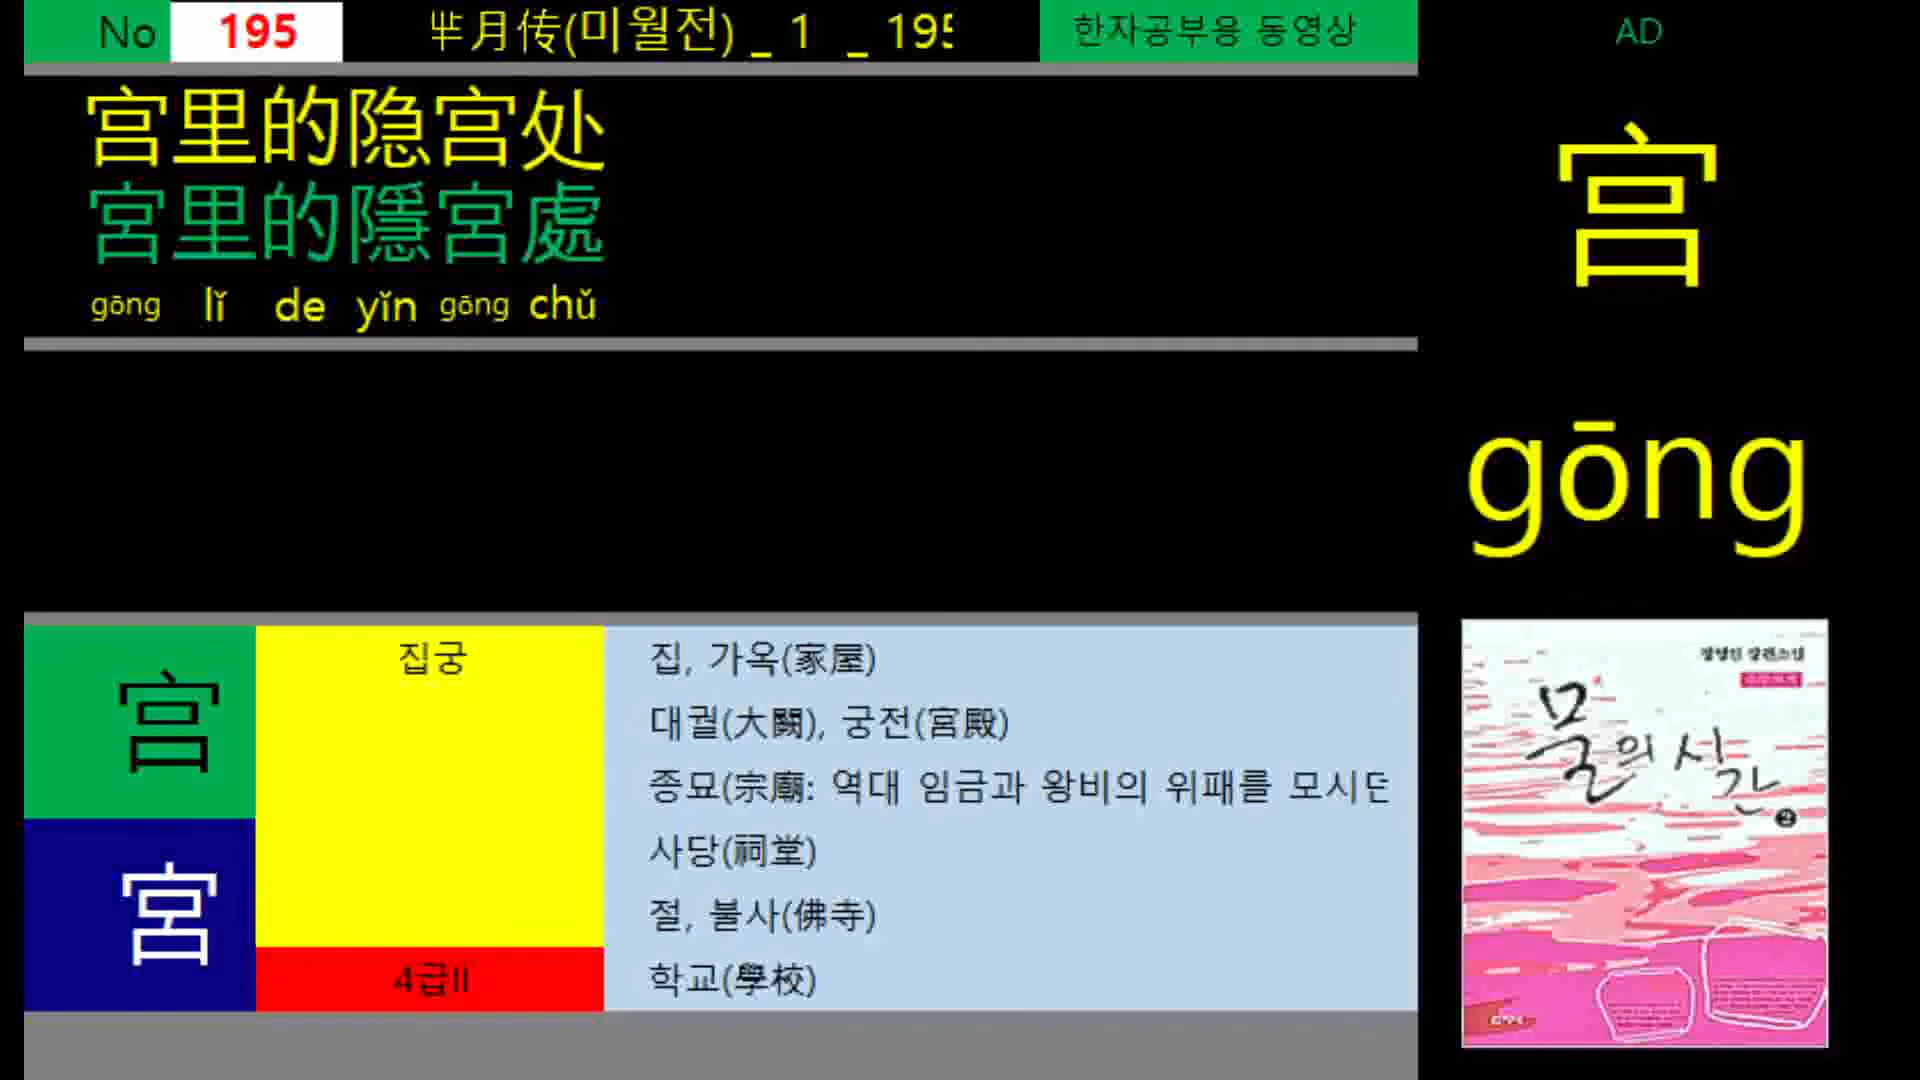 No 195 芈月传(미월전) _ 1 _ 195 한자공부용 동영상 AD
宫里的隐宫处
宮里的隱宮處
gōng lǐ de yǐn gōng chǔ
宫
gōng
宫
宮
집궁
4급II
집, 가옥(家屋)
대궐(大闕), 궁전(宮殿)
종묘(宗廟: 역대 임금과 왕비의 위패를 모시던
사당(祠堂)
절, 불사(佛寺)
학교(學校)
장편소설
물의 시간 2